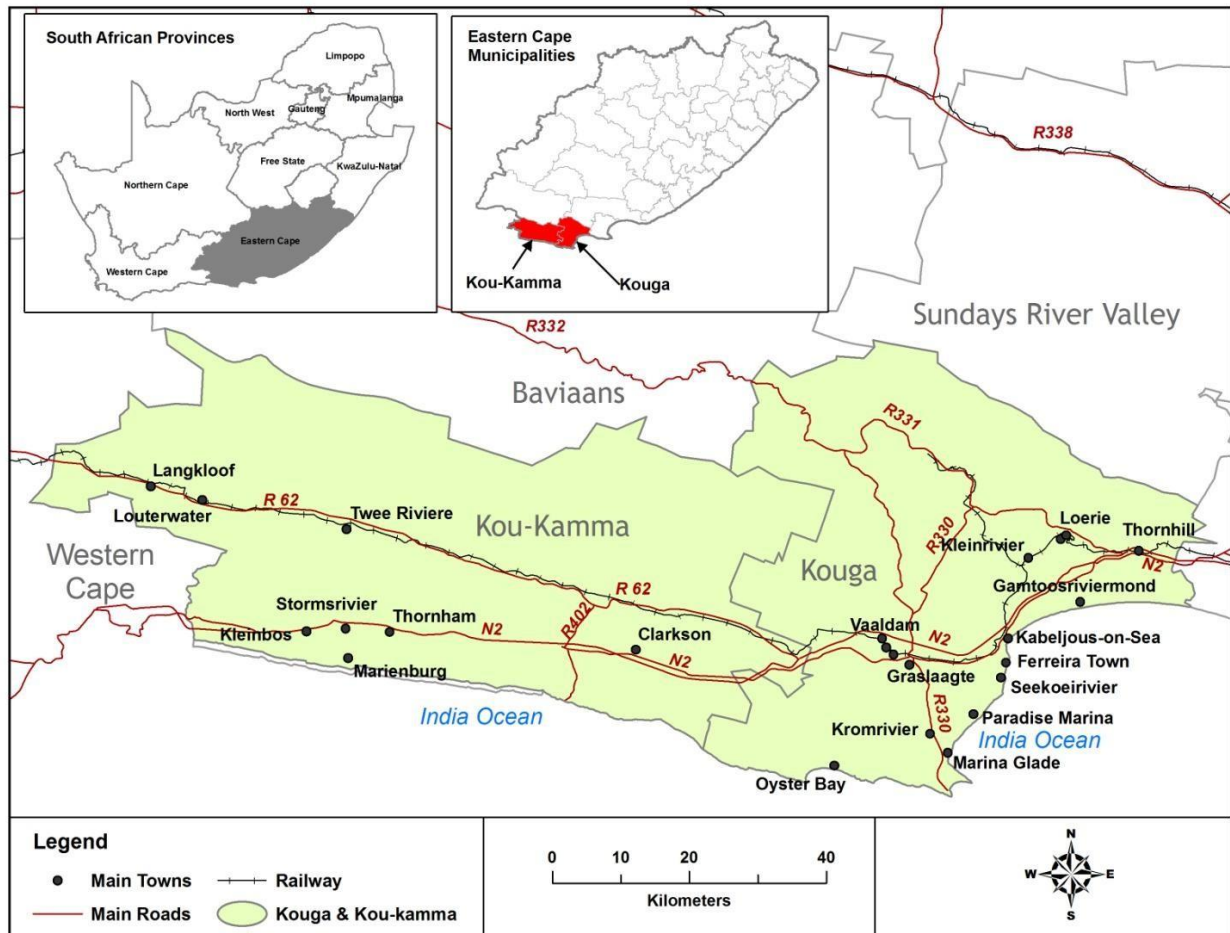 South African Provinces
Limpopo
Mpumalanga
North West
Gauteng
Free State
KwaZulu-Natal
Northern Cape
Eastern Cape
Western Cape
Eastern Cape
Municipalities
Kou-Kamma
Kouga
R338
Sundays River Valley
R332
Baviaans
R331
Langkloof
R 62
Louterwater
Twee Riviere
Kou-Kamma
Loerie
Thornhill
R330
Kleinrivier
N2
Western
Cape
Kouga
Gamtoosriviermond
R 62
Stormsrivier
Thornham
R402
Vaaldam
Kleinbos
N2
Clarkson
N2
Kabeljous-on-Sea
N2
Ferreira Town
Marienburg
Graslaagte
Seekoeirivier
India Ocean
R330
Paradise Marina
Kromrivier
India Ocean
Marina Glade
Oyster Bay
Legend
Main Towns
Railway
Main Roads
Kouga & Kou-kamma
0 10 20 40
Kilometers
N
W E
S